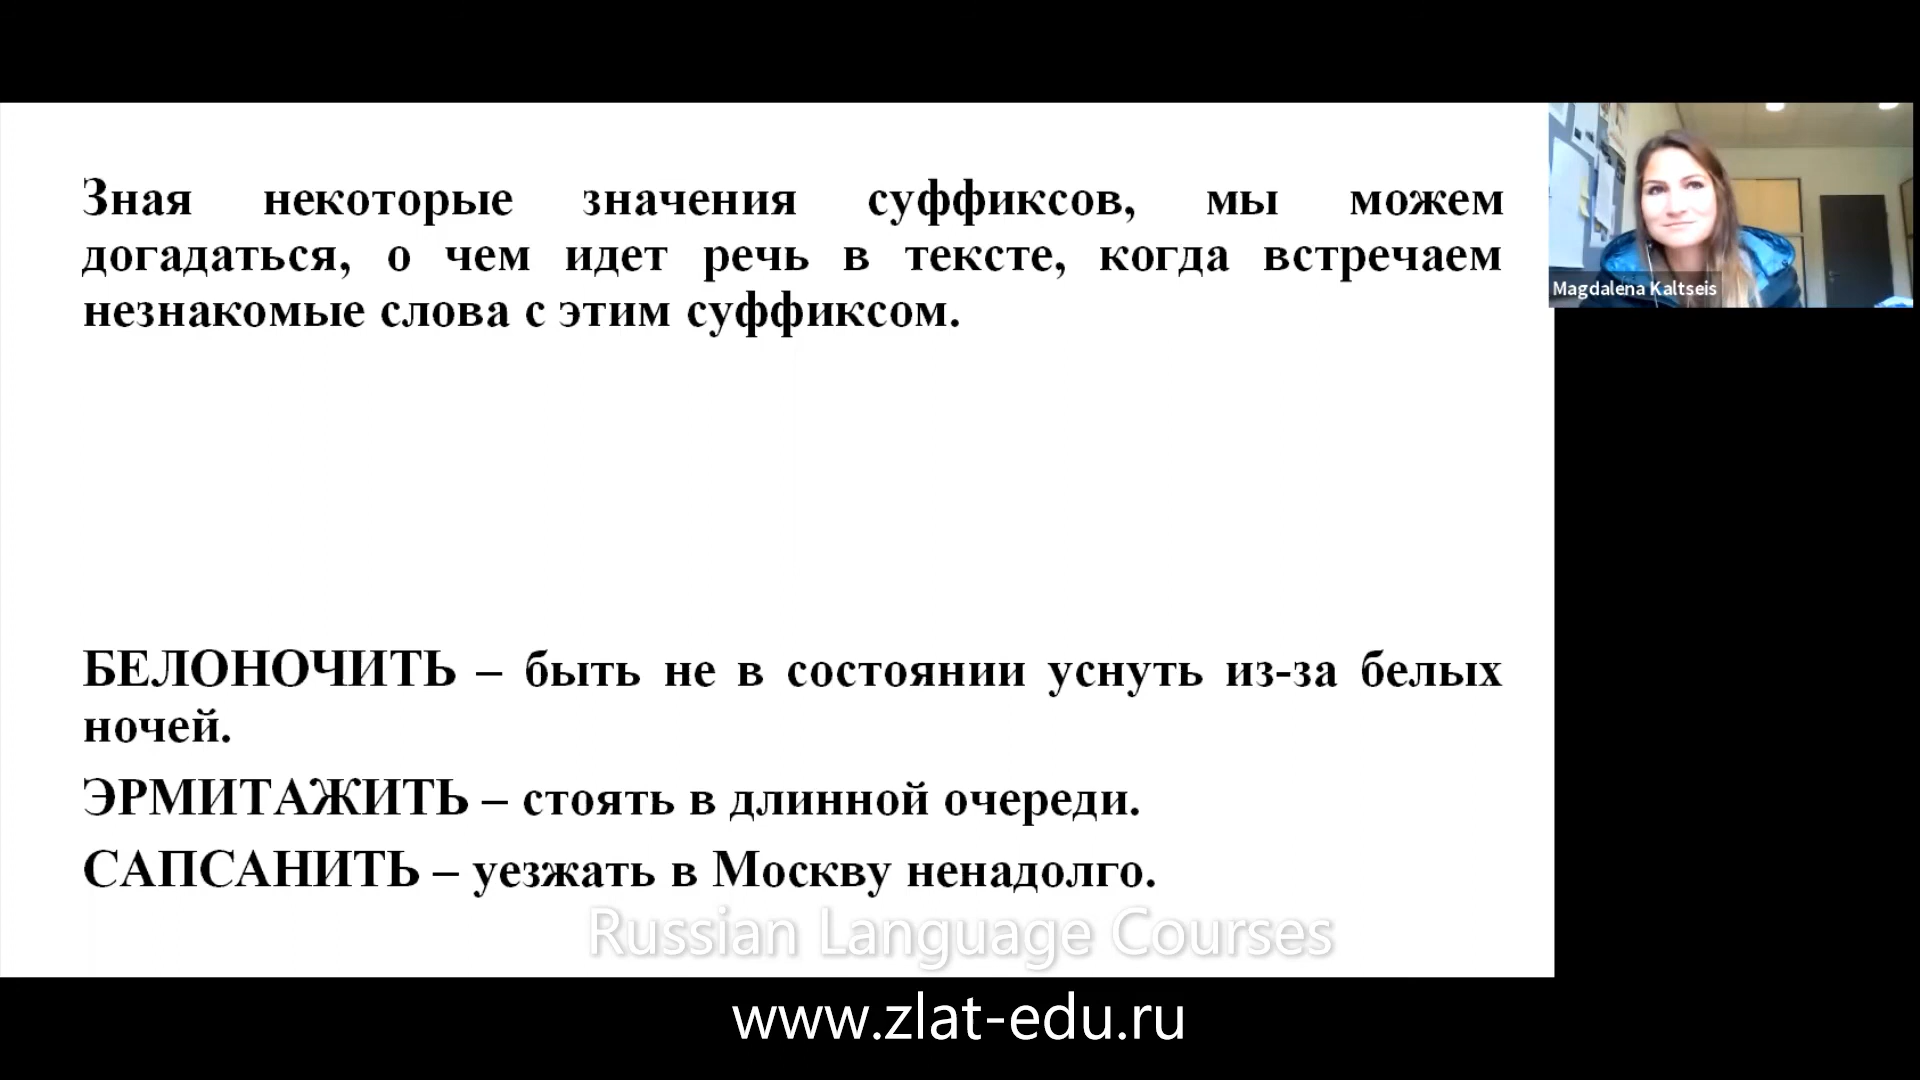 Зная некоторые значения суффиксов, мы можем
догадаться, о чем идет речь в тексте, когда встречаем
незнакомые слова с этим суффиксом.
Magdalena Kaltseis
БЕЛОНОЧИТЬ – быть не в состоянии уснуть из-за белых
ночей.
ЭРМИТАЖИТЬ – стоять в длинной очереди.
САПСАНИТЬ – уезжать в Москву ненадолго.
Russian Language Courses
www.zlat-edu.ru